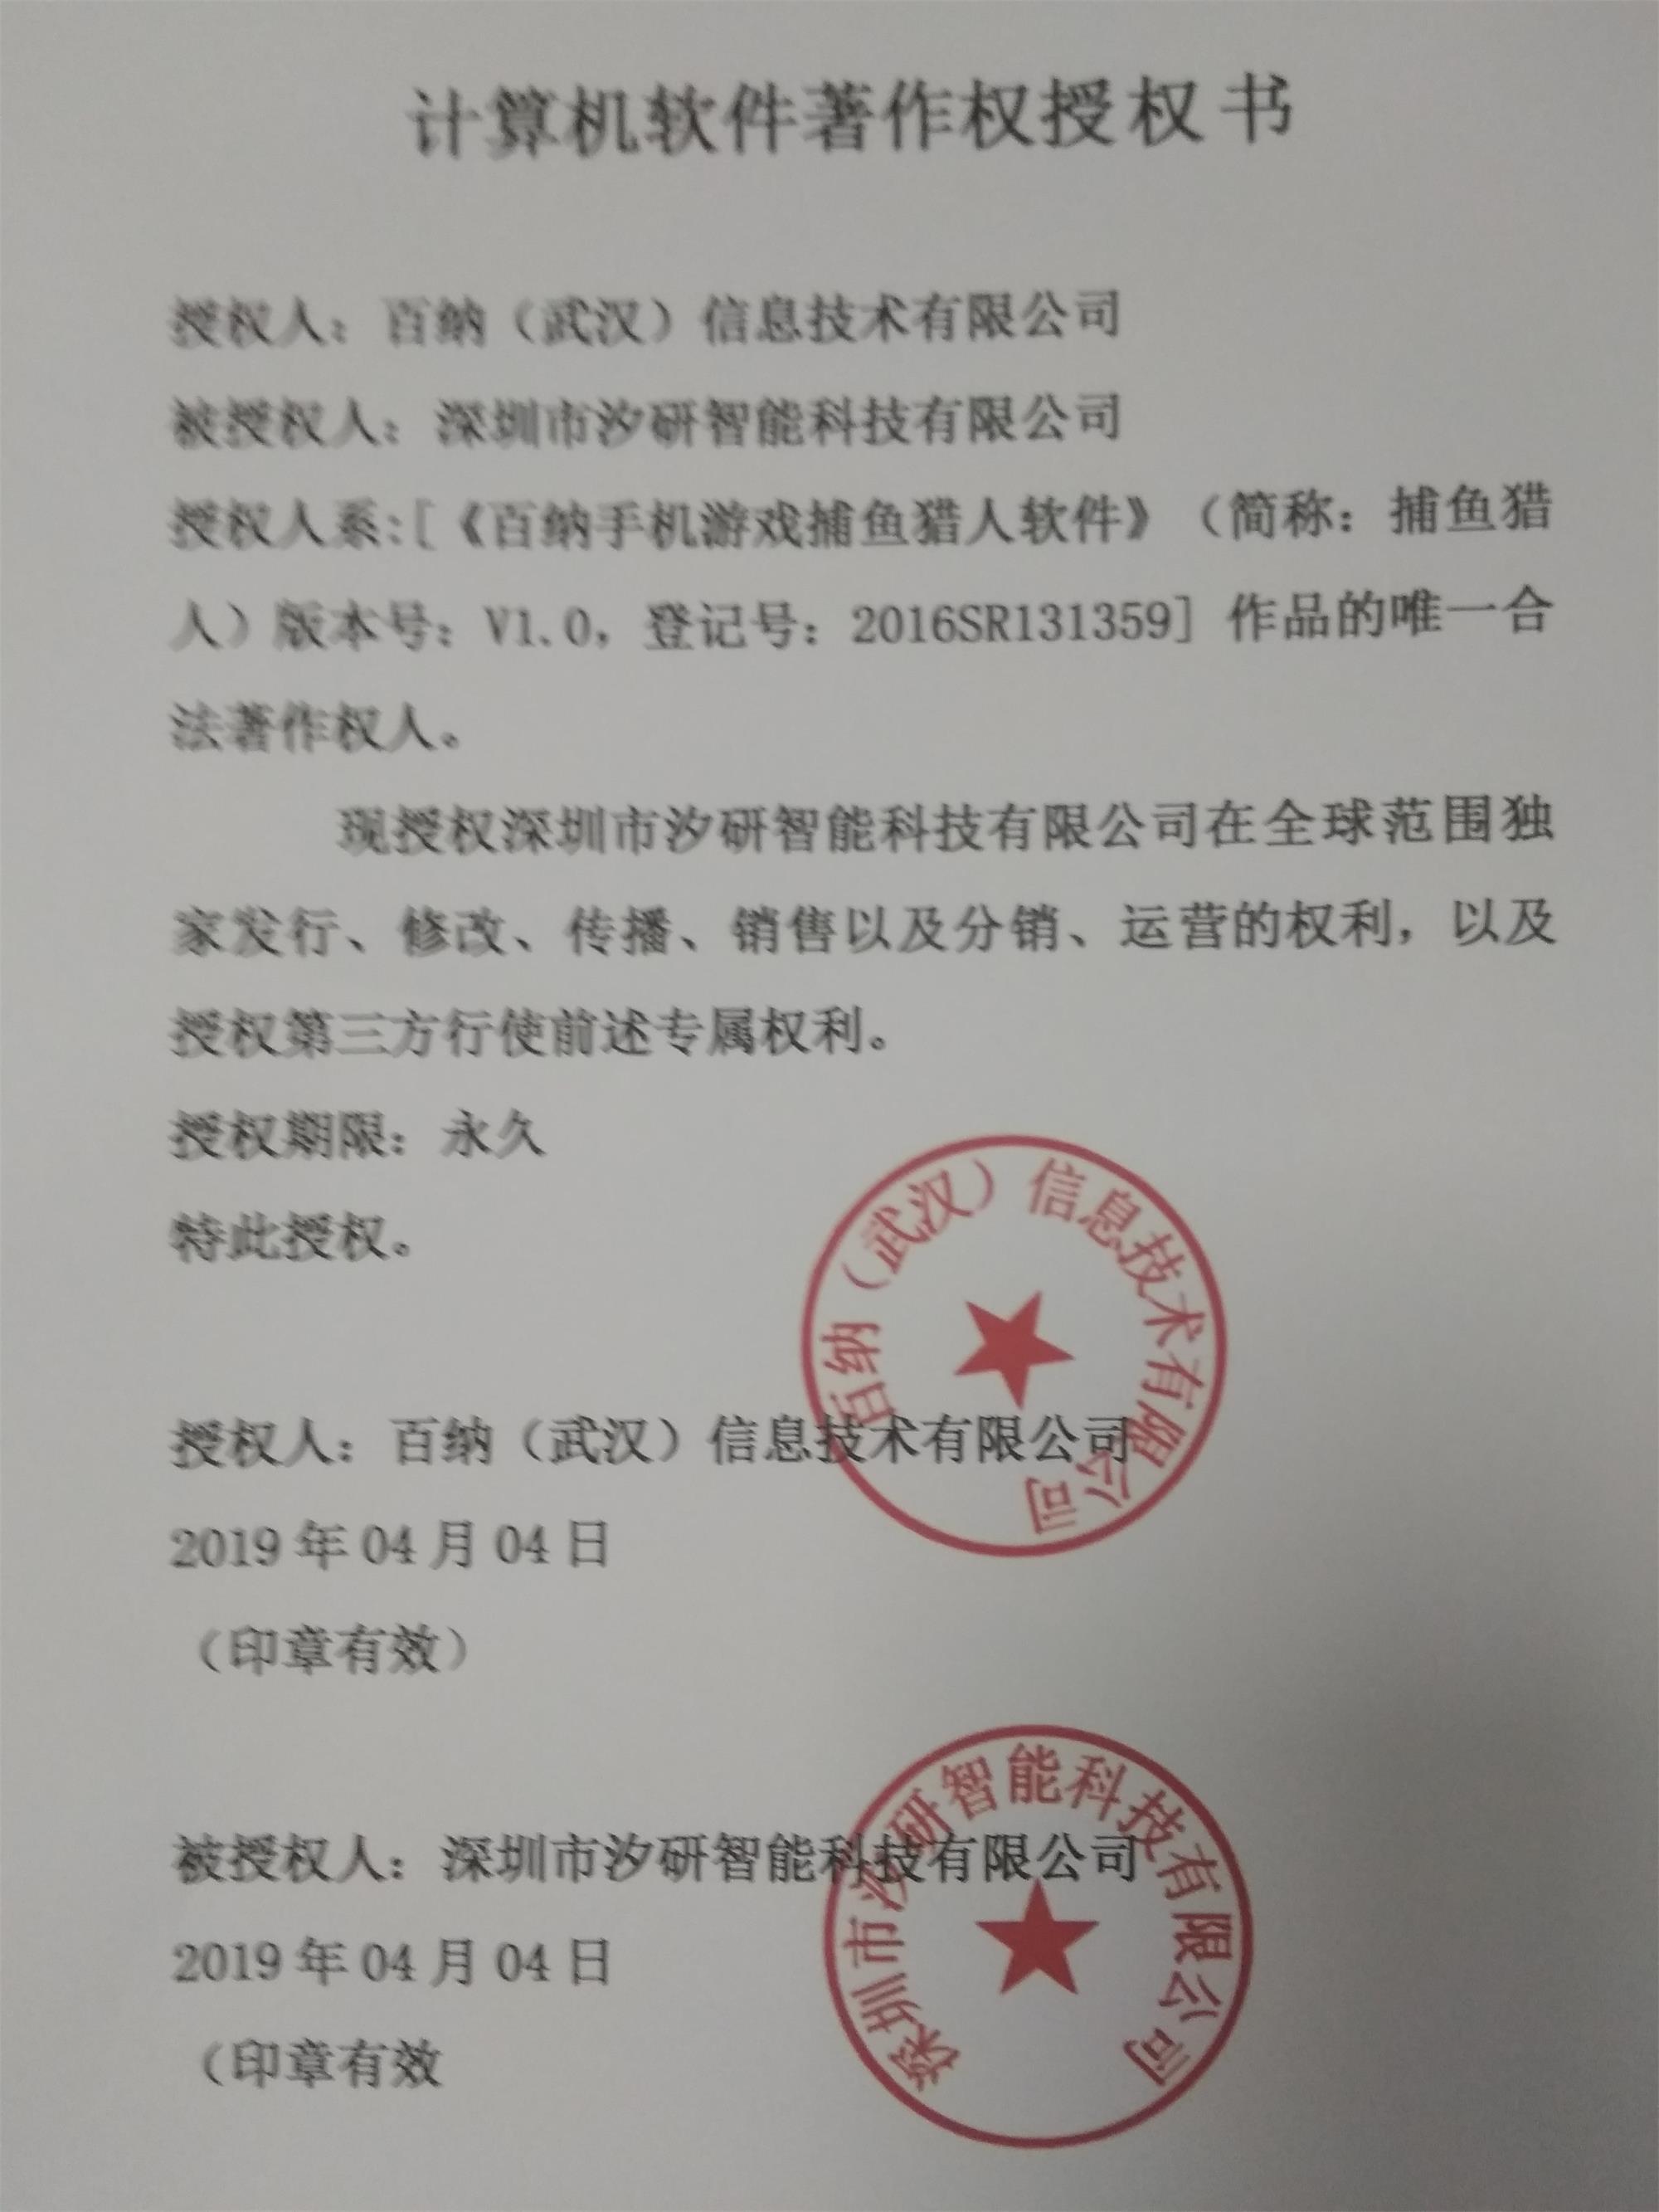 计算机软件著作权授权书
授权人：百纳（武汉）信息技术有限公司
被授权人：深圳市汐研智能科技有限公司
授权人系:[《百纳手机游戏捕鱼猎人软件》（简称：捕鱼猎
人）版本号：V1.0，登记号：2016SR131359] 作品的唯一合
法著作权人。
现授权深圳市汐研智能科技有限公司在全球范围独
家发行、修改、传播、销售以及分销、运营的权利，以及
授权第三方行使前述专属权利。
授权期限：永久
特此授权。
百纳（武汉）信息技术有限公司
授权人：百纳（武汉）信息技术有限公司
2019 年 04 月 04 日
（印章有效）
深圳市汐研智能科技有限公司
被授权人：深圳市汐研智能科技有限公司
2019 年 04 月 04 日
（印章有效